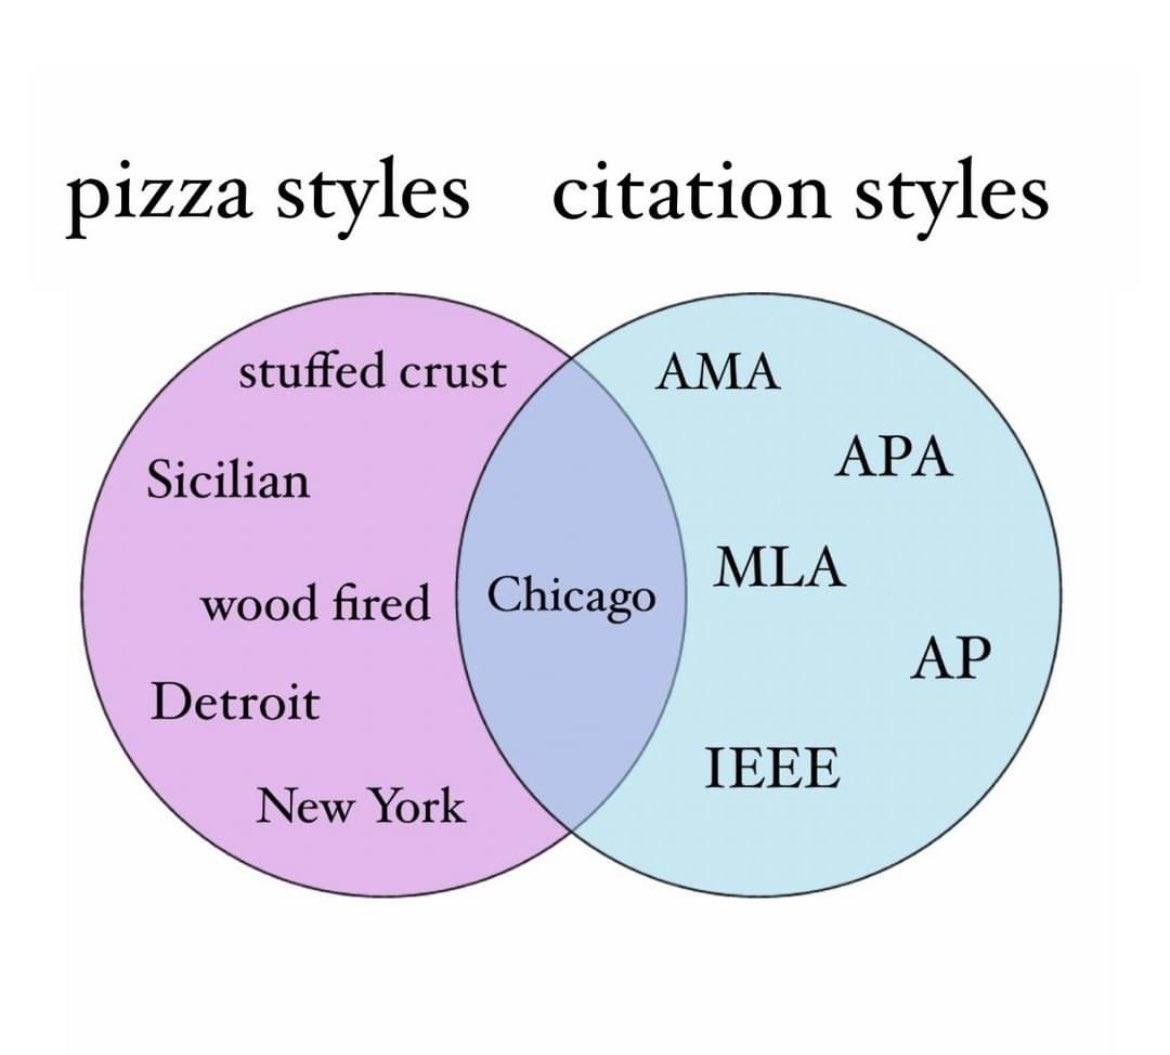 pizza styles citation styles
stuffed crust
Sicilian
wood fired
Detroit
New York
Chicago
AMA
APA
MLA
AP
IEEE